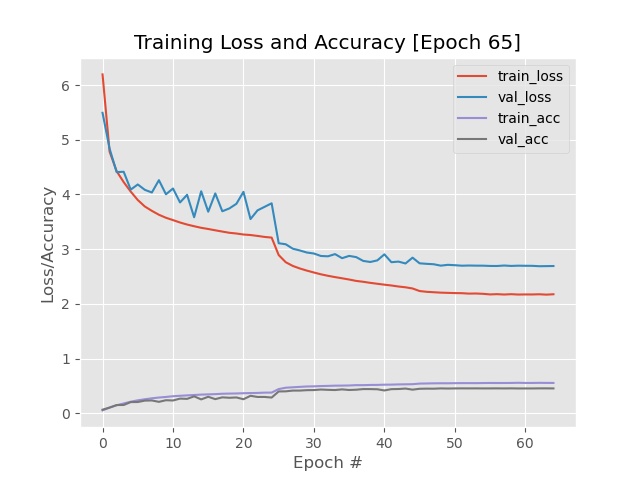 Training Loss and Accuracy [Epoch 65]
train_loss
val_loss
train_acc
val_acc
Loss/Accuracy
6
5
4
3
2
1
0
0 10 20 30 40 50 60
Epoch #